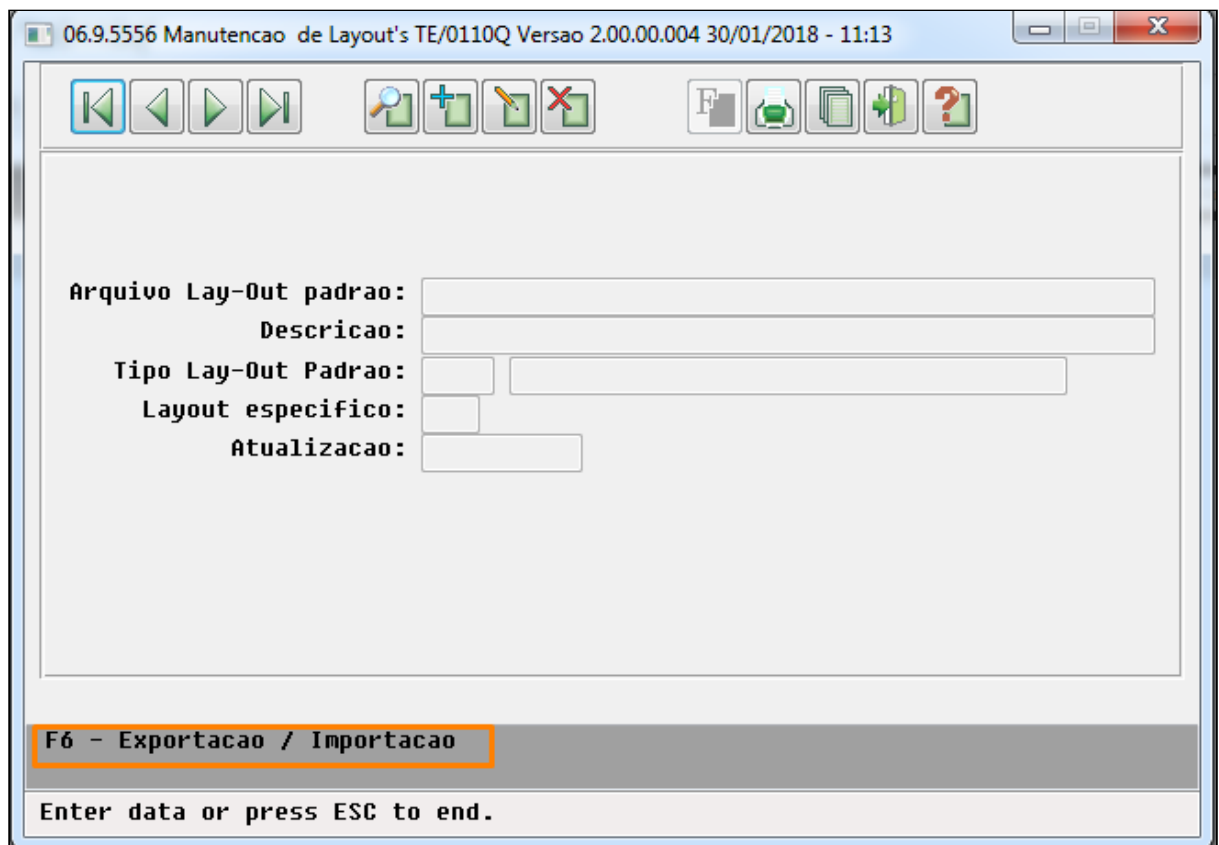 06.9.5556 Manutencao  de Layout's TE/0110Q Versao 2.00.00.004 30/01/2018 - 11:13
F
Arquivo Lay-Out padrao:
Descricao:
Tipo Lay-Out Padrao:
Layout especifico:
Atualizacao:
F6 - Exportacao / Importacao
Enter data or press ESC to end.